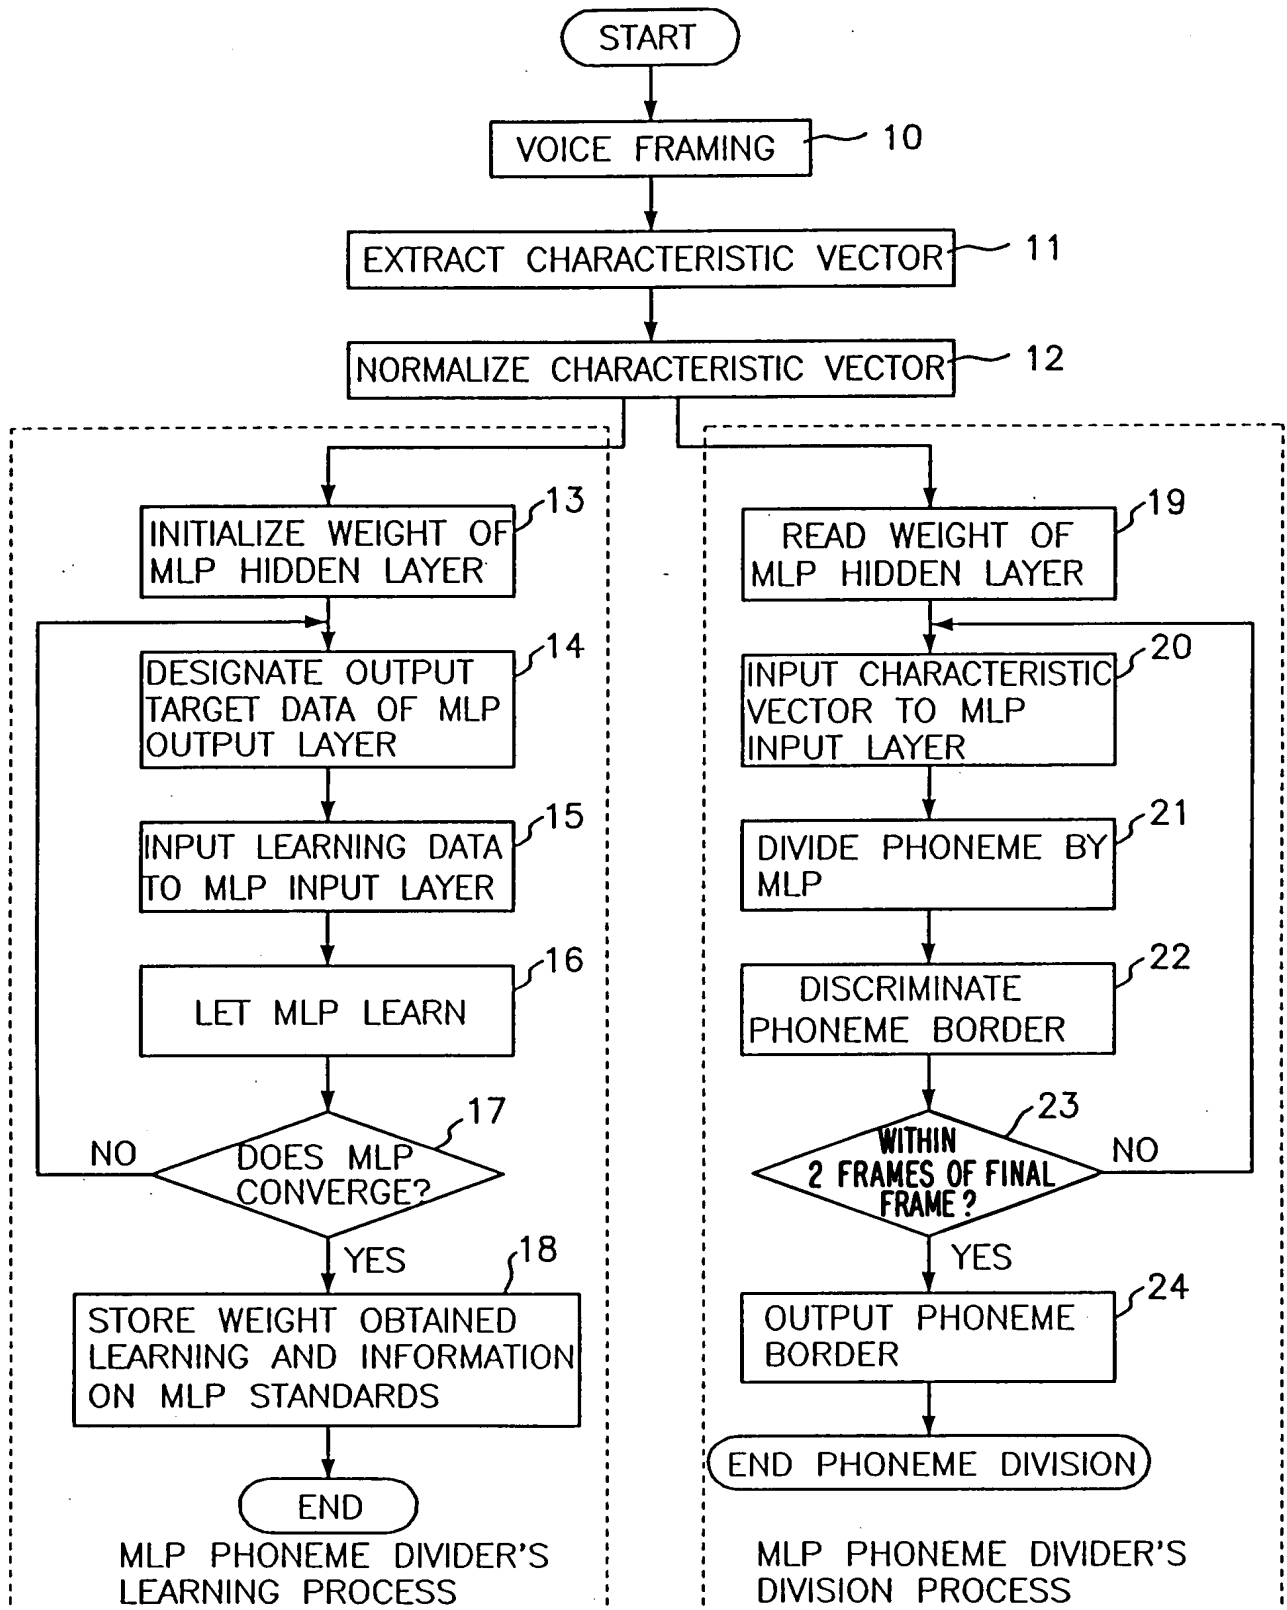 START
VOICE FRAMING
10
EXTRACT CHARACTERISTIC VECTOR
11
NORMALIZE CHARACTERISTIC VECTOR
12
13
INITIALIZE WEIGHT OF
MLP HIDDEN LAYER
14
DESIGNATE OUTPUT
TARGET DATA OF MLP
OUTPUT LAYER
15
INPUT LEARNING DATA
TO MLP INPUT LAYER
16
LET MLP LEARN
17
DOES MLP
CONVERGE?
NO
YES
18
STORE WEIGHT OBTAINED
LEARNING AND INFORMATION
ON MLP STANDARDS
END
MLP PHONEME DIVIDER'S
LEARNING PROCESS
19
READ WEIGHT OF
MLP HIDDEN LAYER
20
INPUT CHARACTERISTIC
VECTOR TO MLP
INPUT LAYER
21
DIVIDE PHONEME BY
MLP
22
DISCRIMINATE
PHONEME BORDER
23
WITHIN
2 FRAMES OF FINAL
FRAME?
NO
YES
24
OUTPUT PHONEME
BORDER
END PHONEME DIVISION
MLP PHONEME DIVIDER'S
DIVISION PROCESS